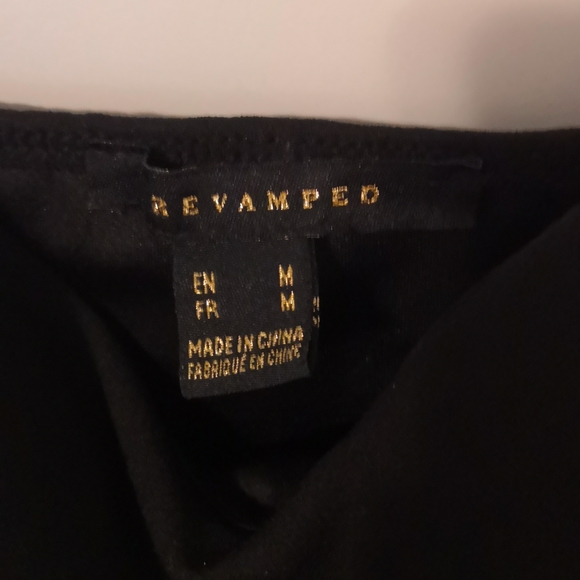 REVAMPED
EN M
FR M
MADE IN CHINA
FABRIQUÉ EN CHINE